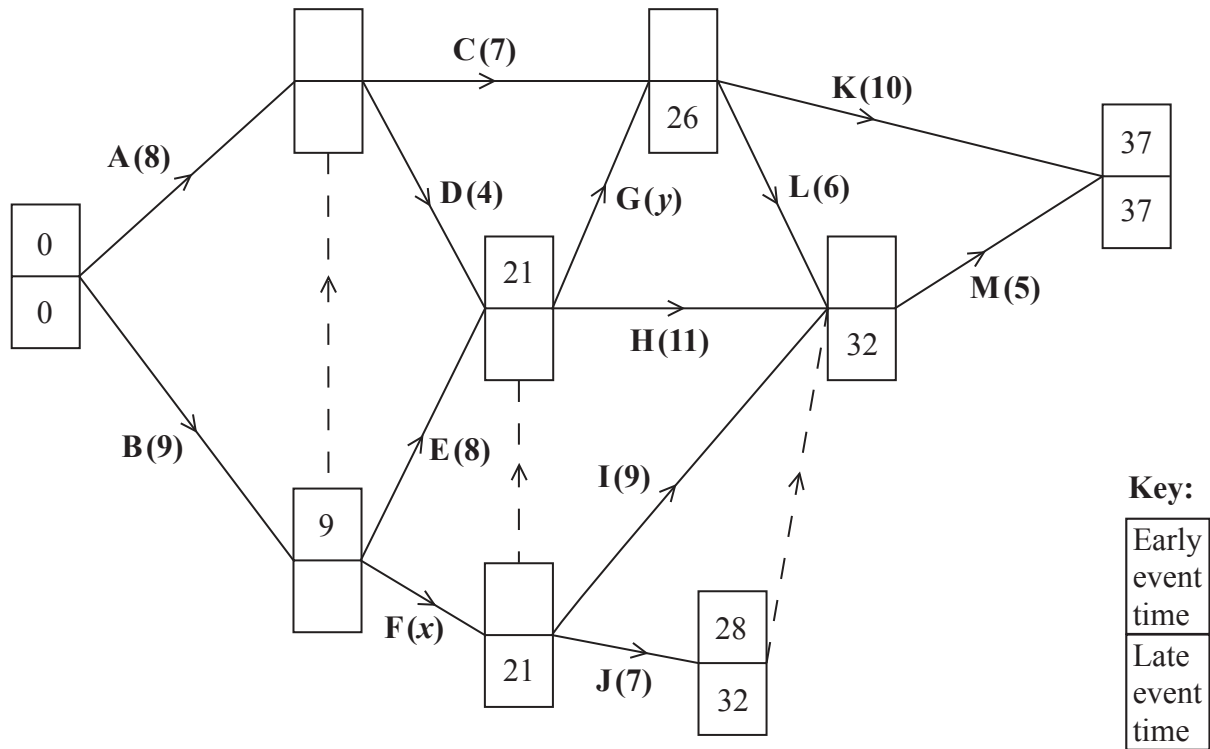 C(7)
K(10)
26
37
37
A(8)
D(4)
G(y)
L(6)
0
0
21
M(5)
H(11)
32
B(9)
E(8)
I(9)
9
F(x)
21
J(7)
28
32
Key:
Early
event
time
Late
event
time